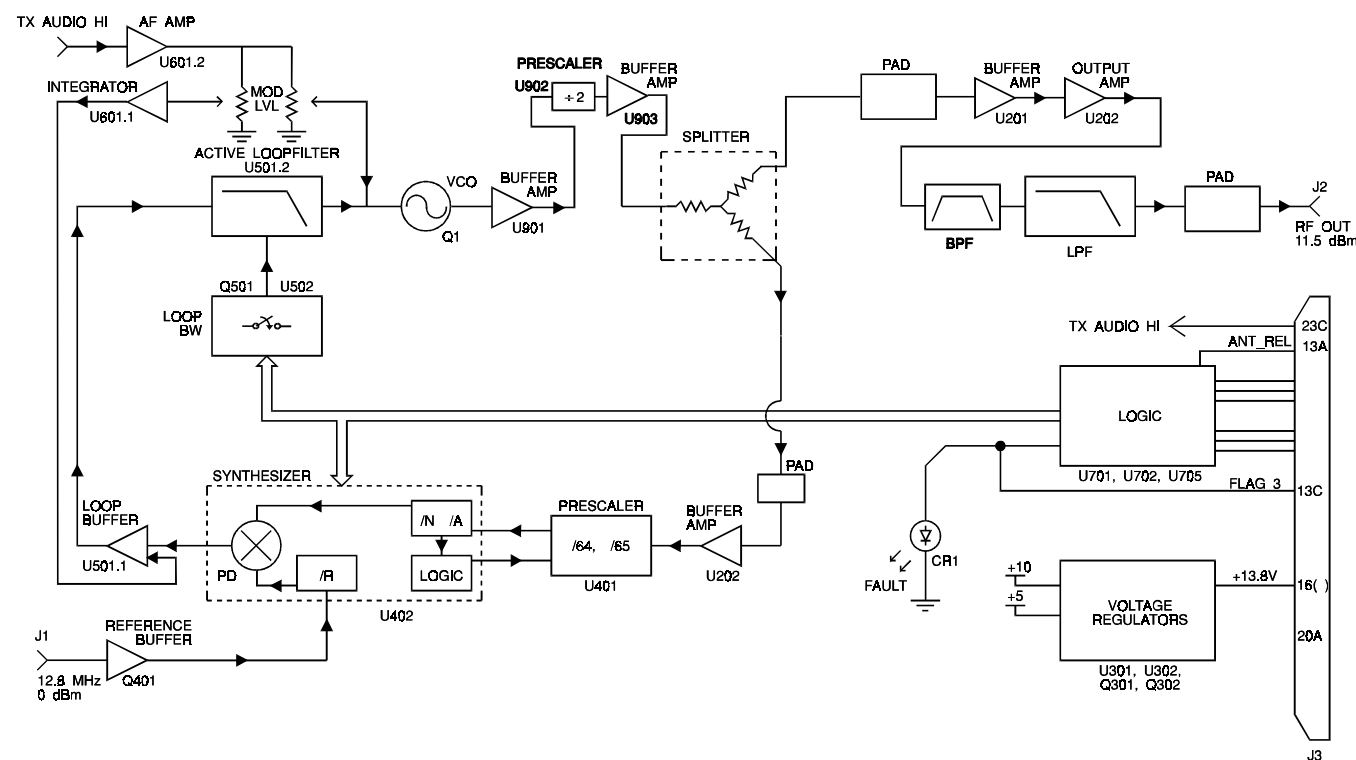 TX AUDIO HI
AF AMP
U601.2
INTEGRATOR
U601.1
MOD
LVL
ACTIVE LOOPFILTER
U501.2
VCO
Q1
BUFFER
AMP
U901
PRESCALER
U902
÷2
BUFFER
AMP
U903
SPLITTER
PAD
BUFFER
AMP
U201
OUTPUT
AMP
U202
BPF
LPF
PAD
J2
RF OUT
11.5 dBm
Q501
U502
LOOP
BW
TX AUDIO HI
23C
ANT_REL
13A
LOGIC
U701, U702, U705
FLAG 3
13C
CR1
FAULT
+10
+5
VOLTAGE
REGULATORS
U301, U302,
Q301, Q302
+13.8V
16( )
20A
J3
SYNTHESIZER
LOOP
BUFFER
U501.1
PD
/N /A
LOGIC
/R
U402
PRESCALER
/64, /65
U401
BUFFER
AMP
U202
PAD
J1
REFERENCE
BUFFER
Q401
12.8 MHz
0 dBm